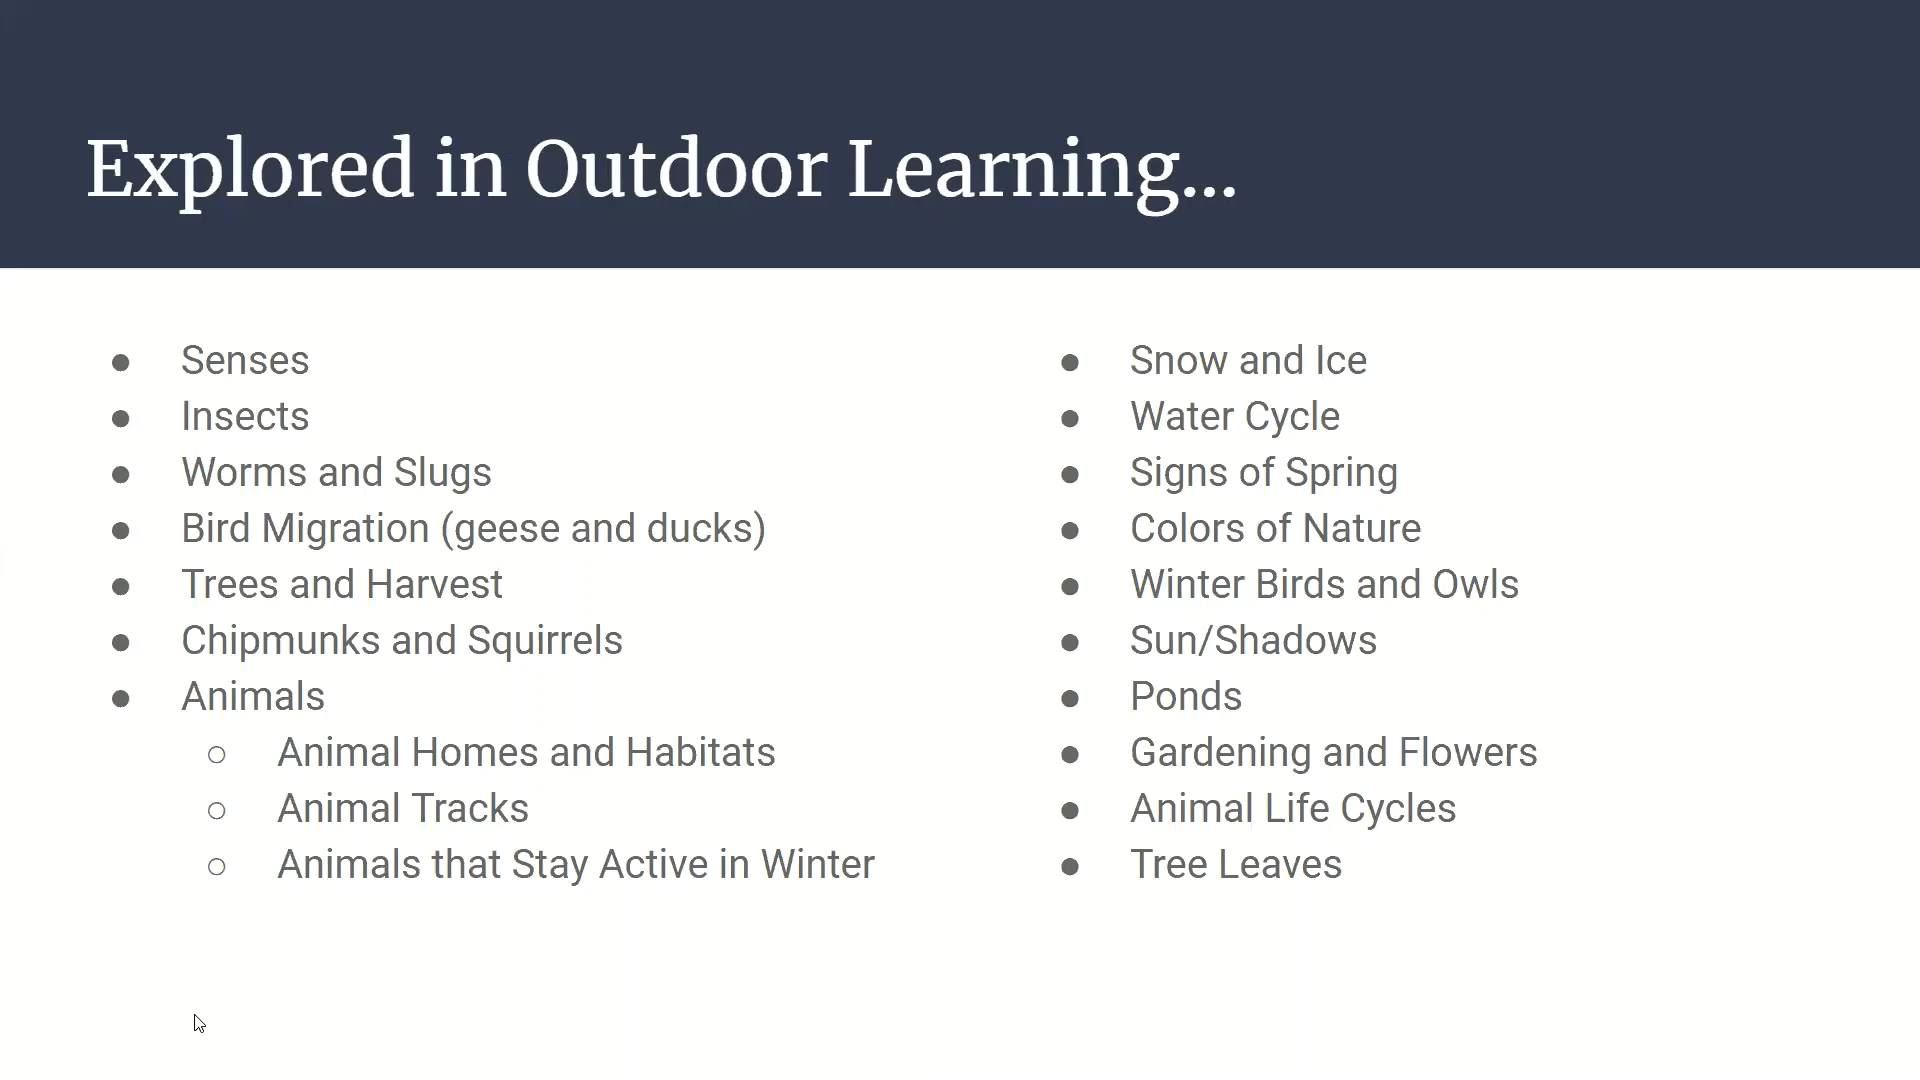 Explored in Outdoor Learning...
● Senses
● Insects
● Worms and Slugs
● Bird Migration (geese and ducks)
● Trees and Harvest
● Chipmunks and Squirrels
● Animals
○ Animal Homes and Habitats
○ Animal Tracks
○ Animals that Stay Active in Winter
● Snow and Ice
● Water Cycle
● Signs of Spring
● Colors of Nature
● Winter Birds and Owls
● Sun/Shadows
● Ponds
● Gardening and Flowers
● Animal Life Cycles
● Tree Leaves